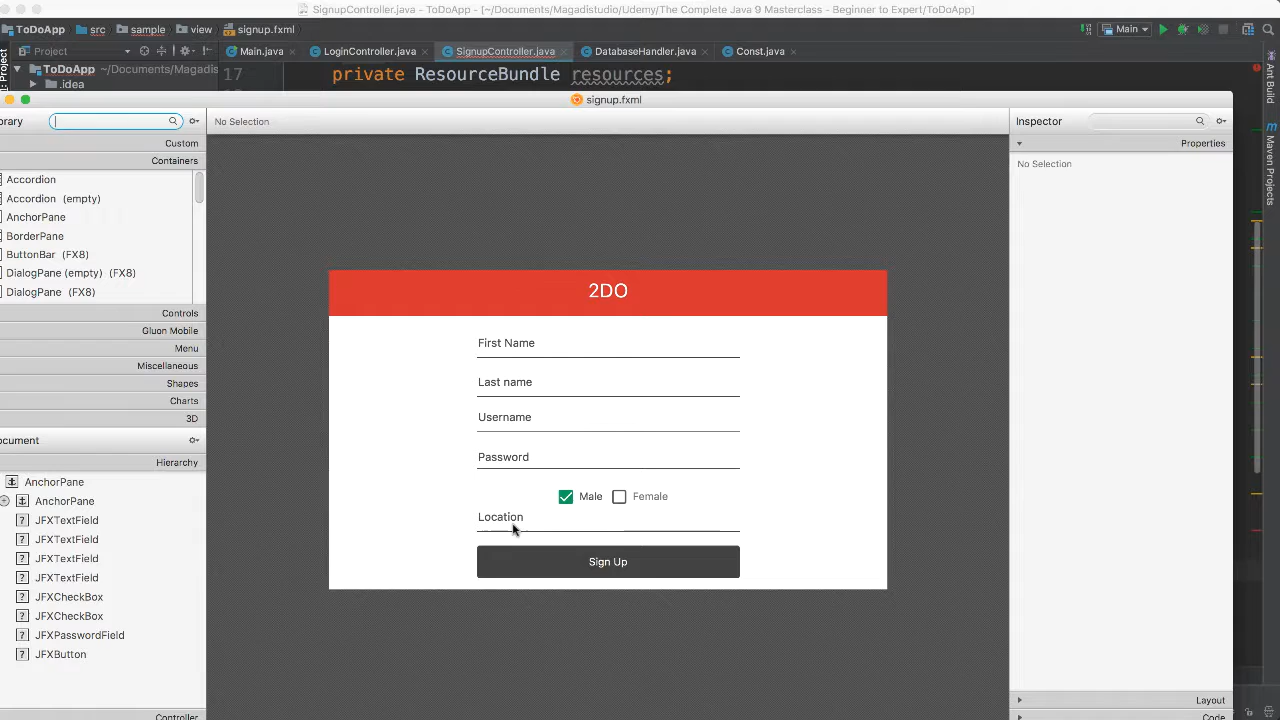 SignupController.java - ToDoApp - [~/Documents/Magadistudio/Udemy/The Complete Java 9 Masterclass - Beginner to Expert/ToDoApp]
ToDoApp src sample view signup.fxml Main
Project Main.java LoginController.java SignupController.java DatabaseHandler.java Const.java
ToDoApp ~/Documents/Magadis 17 private ResourceBundle resources;
.idea
1: Project
Ant Build
Maven Projects
signup.fxml
No Selection
Inspector
Custom
Properties
Containers
No Selection
Accordion
Accordion (empty)
AnchorPane
BorderPane
ButtonBar (FX8)
DialogPane (empty) (FX8)
DialogPane (FX8)
Controls
Gluon Mobile
Menu
Miscellaneous
Shapes
Charts
3D
Hierarchy
AnchorPane
AnchorPane
JFXTextField
JFXTextField
JFXTextField
JFXTextField
JFXCheckBox
JFXCheckBox
JFXPasswordField
JFXButton
Controller
2DO
First Name
Last name
Username
Password
Male Female
Location
Sign Up
Layout
Code